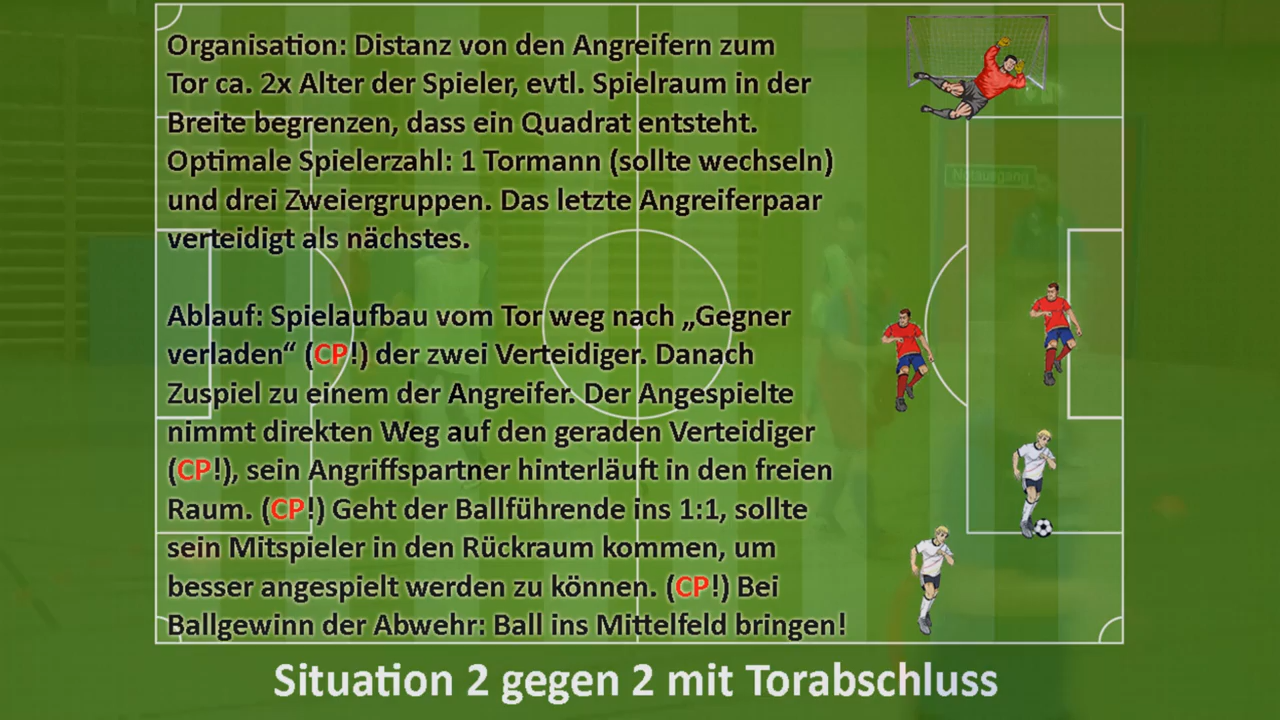 Organisation: Distanz von den Angreifern zum
Tor ca. 2x Alter der Spieler, evtl. Spielraum in der
Breite begrenzen, dass ein Quadrat entsteht.
Optimale Spielerzahl: 1 Tormann (sollte wechseln)
und drei Zweiergruppen. Das letzte Angreiferpaar
verteidigt als nächstes.
Ablauf: Spielaufbau vom Tor weg nach „Gegner
verladen“ (CP!) der zwei Verteidiger. Danach
Zuspiel zu einem der Angreifer. Der Angespielte
nimmt direkten Weg auf den geraden Verteidiger
(CP!), sein Angriffspartner hinterläuft in den freien
Raum. (CP!) Geht der Ballführende ins 1:1, sollte
sein Mitspieler in den Rückraum kommen, um
besser angespielt werden zu können. (CP!) Bei
Ballgewinn der Abwehr: Ball ins Mittelfeld bringen!
Notausgang
Situation 2 gegen 2 mit Torabschluss